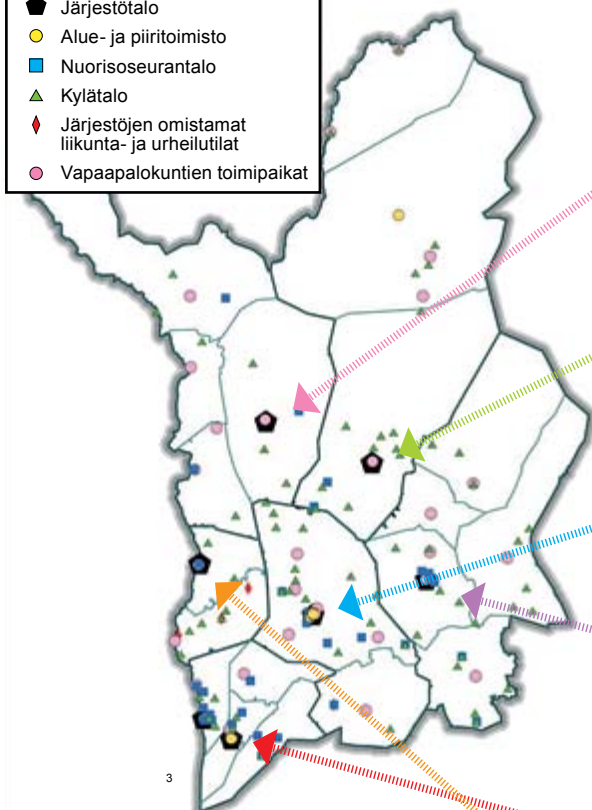 Järjestötalo
Alue- ja piiritoimisto
Nuorisoseurantalo
Kylätalo
Järjestöjen omistamat
liikunta- ja urheilutilat
Vapaapalokuntien toimipaikat
3